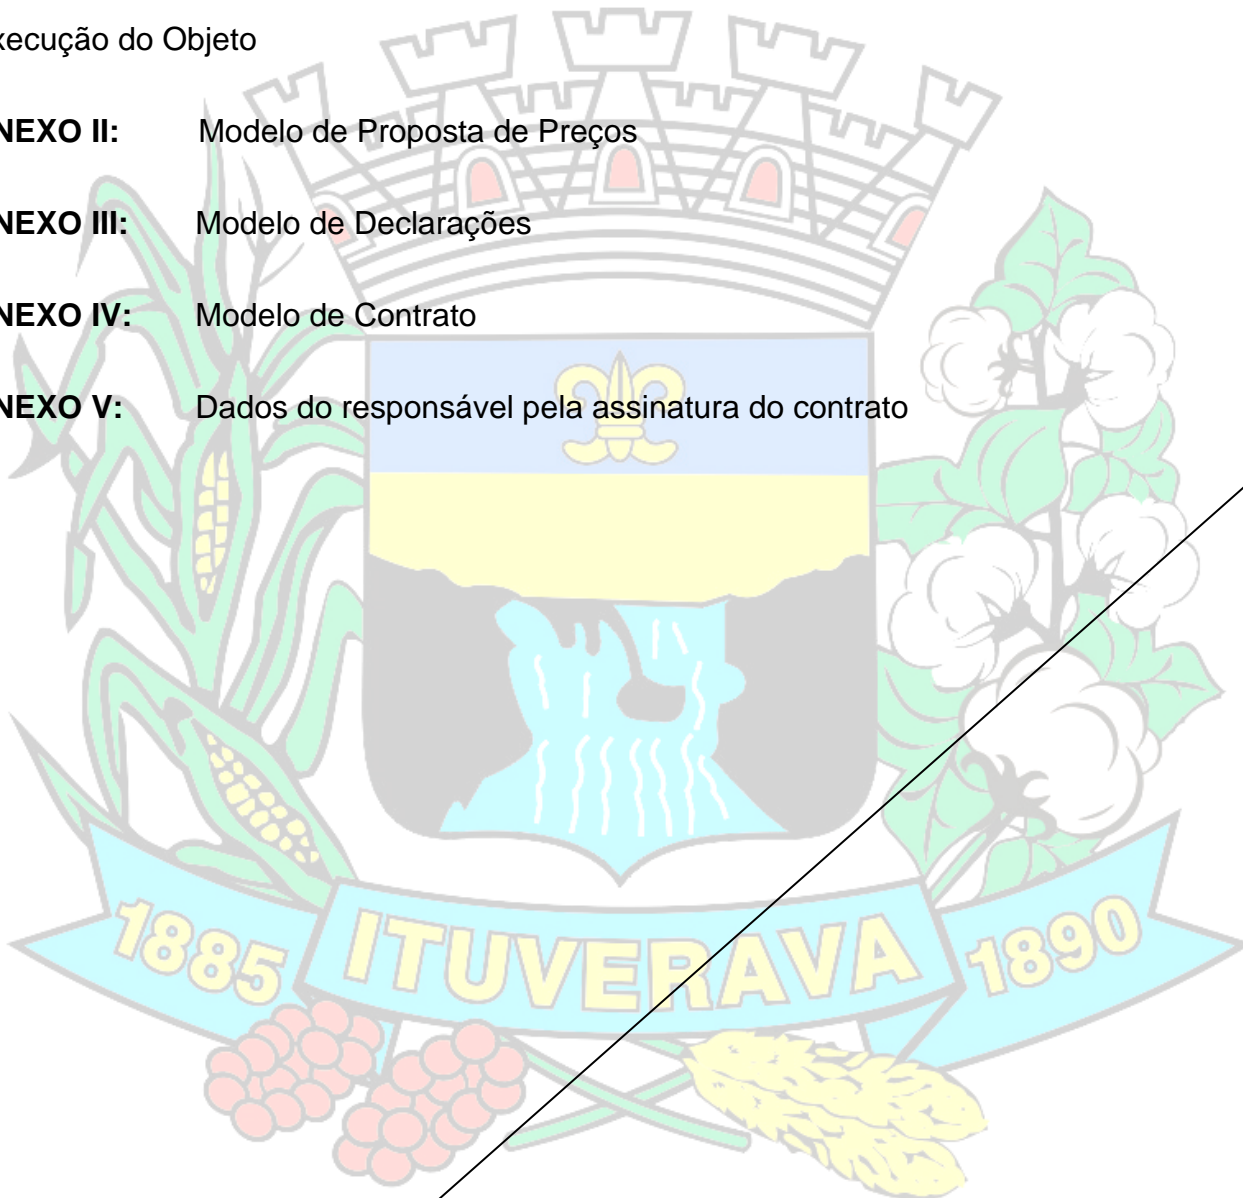 xecução do Objeto
NEXO II: Modelo de Proposta de Preços
NEXO III: Modelo de Declarações
NEXO IV: Modelo de Contrato
NEXO V: Dados do responsável pela assinatura do contrato
1885 ITUVERAVA 1890